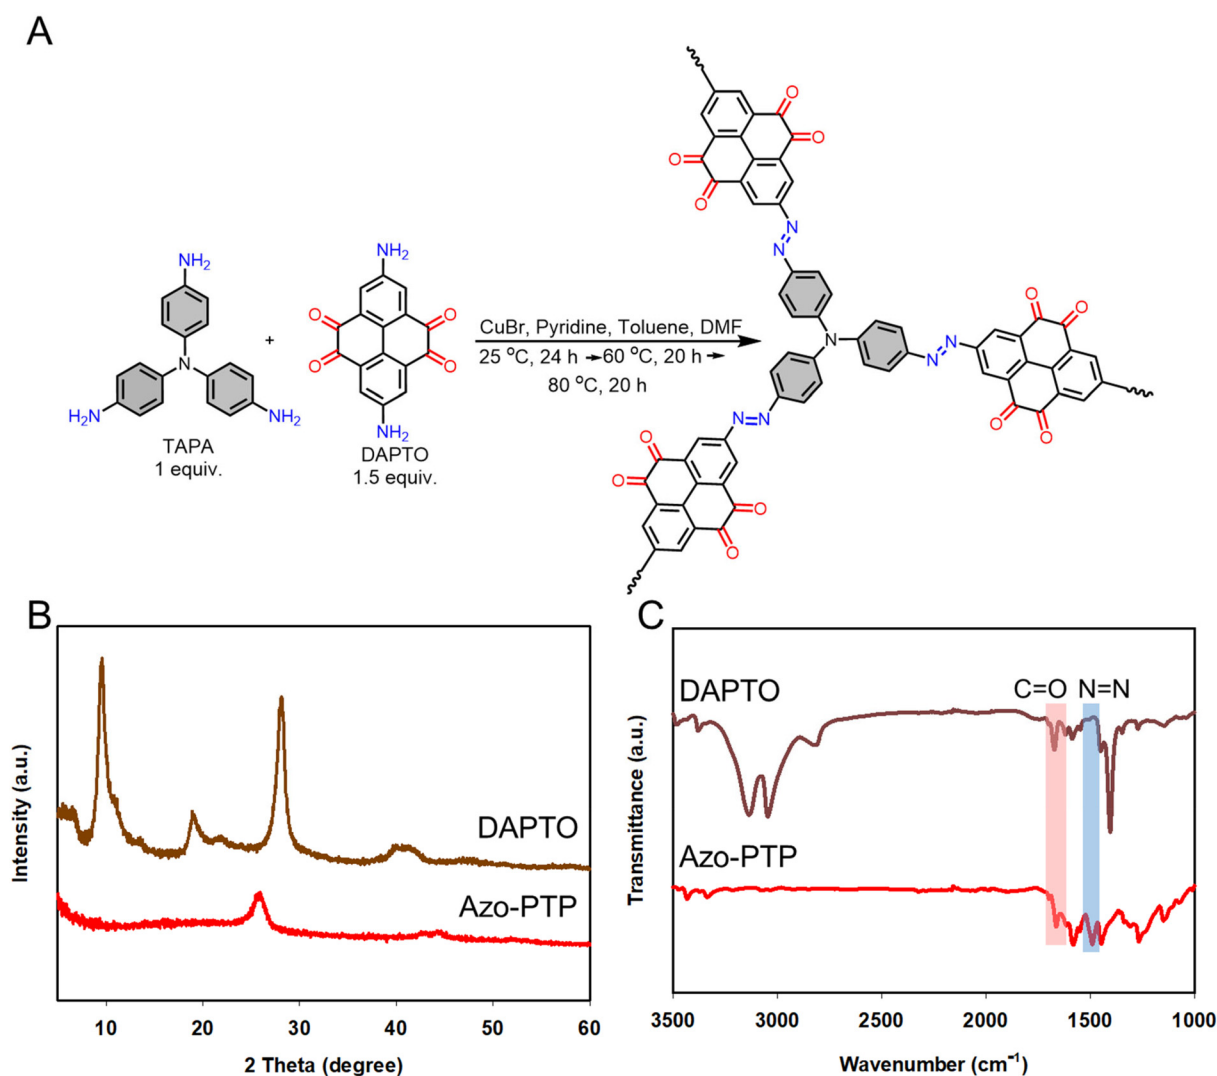 A
NH₂
H₂N
N
NH₂
TAPA
1 equiv.
+
NH₂
O
O
O
O
NH₂
DAPTO
1.5 equiv.
CuBr, Pyridine, Toluene, DMF
25 °C, 24 h → 60 °C, 20 h →
80 °C, 20 h
O
O
O
O
N
N
N
N
N
O
O
O
O
N=N
O
O
O
O
B
Intensity (a.u.)
DAPTO
Azo-PTP
10 20 30 40 50 60
2 Theta (degree)
C
Transmittance (a.u.)
C=O N=N
DAPTO
Azo-PTP
3500 3000 2500 2000 1500 1000
Wavenumber (cm⁻¹)